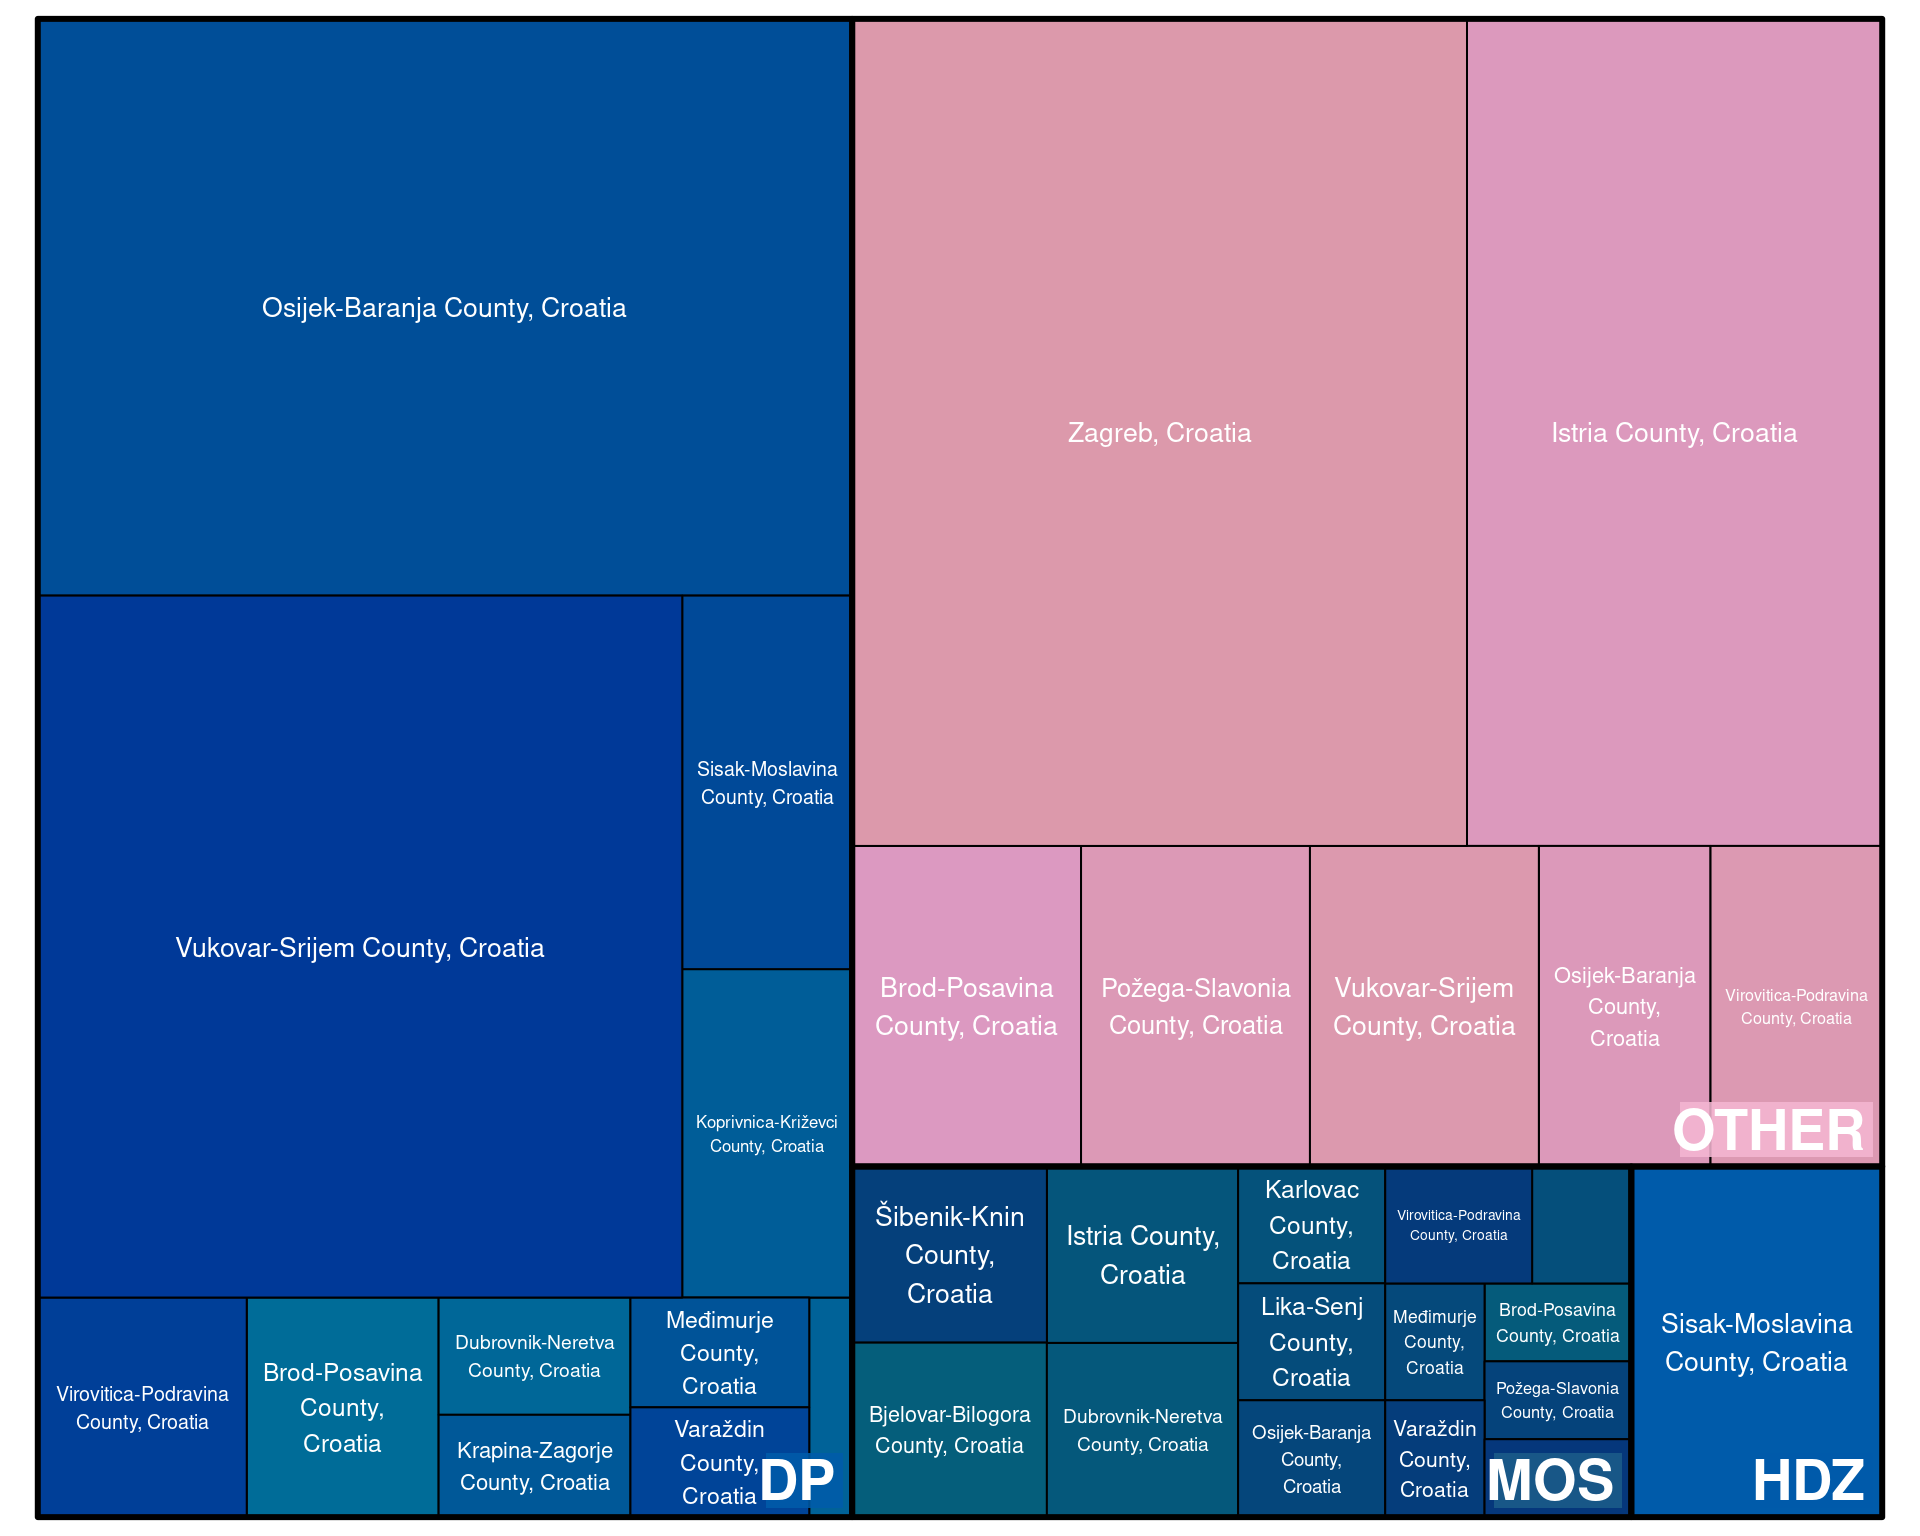 Osijek-Baranja County, Croatia
Vukovar-Srijem County, Croatia
Sisak-Moslavina
County, Croatia
Koprivnica-Križevci
County, Croatia
Virovitica-Podravina
County, Croatia
Brod-Posavina
County,
Croatia
Dubrovnik-Neretva
County, Croatia
Krapina-Zagorje
County, Croatia
Međimurje
County,
Croatia
Varaždin
County,
Croatia
DP
Zagreb, Croatia
Istria County, Croatia
Brod-Posavina
County, Croatia
Požega-Slavonia
County, Croatia
Vukovar-Srijem
County, Croatia
Osijek-Baranja
County,
Croatia
Virovitica-Podravina
County, Croatia
OTHER
Šibenik-Knin
County,
Croatia
Bjelovar-Bilogora
County, Croatia
Istria County,
Croatia
Dubrovnik-Neretva
County, Croatia
Karlovac
County,
Croatia
Lika-Senj
County,
Croatia
Osijek-Baranja
County,
Croatia
Virovitica-Podravina
County, Croatia
Međimurje
County,
Croatia
Varaždin
County,
Croatia
Brod-Posavina
County, Croatia
Požega-Slavonia
County, Croatia
MOS
Sisak-Moslavina
County, Croatia
HDZ